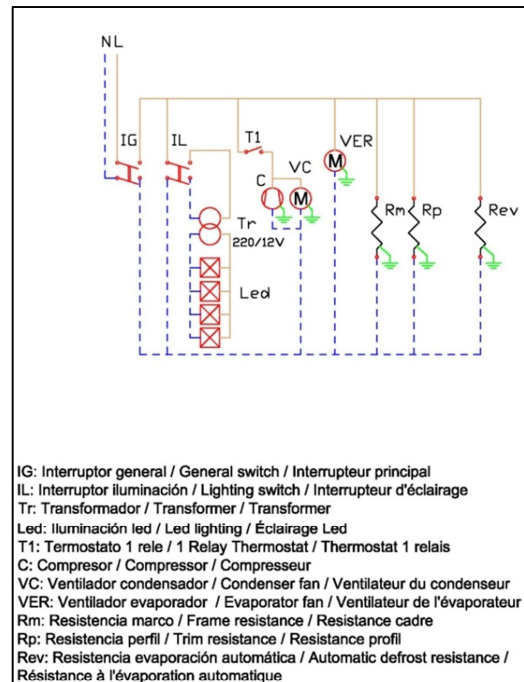 N L
IG
IL
T1
VER
VC
C
Tr
220/12V
Led
Rm
Rp
Rev
M
M
IG: Interruptor general / General switch / Interrupteur principal
IL: Interruptor iluminación / Lighting switch / Interrupteur d'éclairage
Tr: Transformador / Transformer / Transformer
Led: Iluminación led / Led lighting / Éclairage Led
T1: Termostato 1 rele / 1 Relay Thermostat / Thermostat 1 relais
C: Compresor / Compressor / Compresseur
VC: Ventilador condensador / Condenser fan / Ventilateur du condenseur
VER: Ventilador evaporador / Evaporator fan / Ventilateur de l'évaporateur
Rm: Resistencia marco / Frame resistance / Resistance cadre
Rp: Resistencia perfil / Trim resistance / Resistance profil
Rev: Resistencia evaporación automática / Automatic defrost resistance /
Résistance à l'évaporation automatique